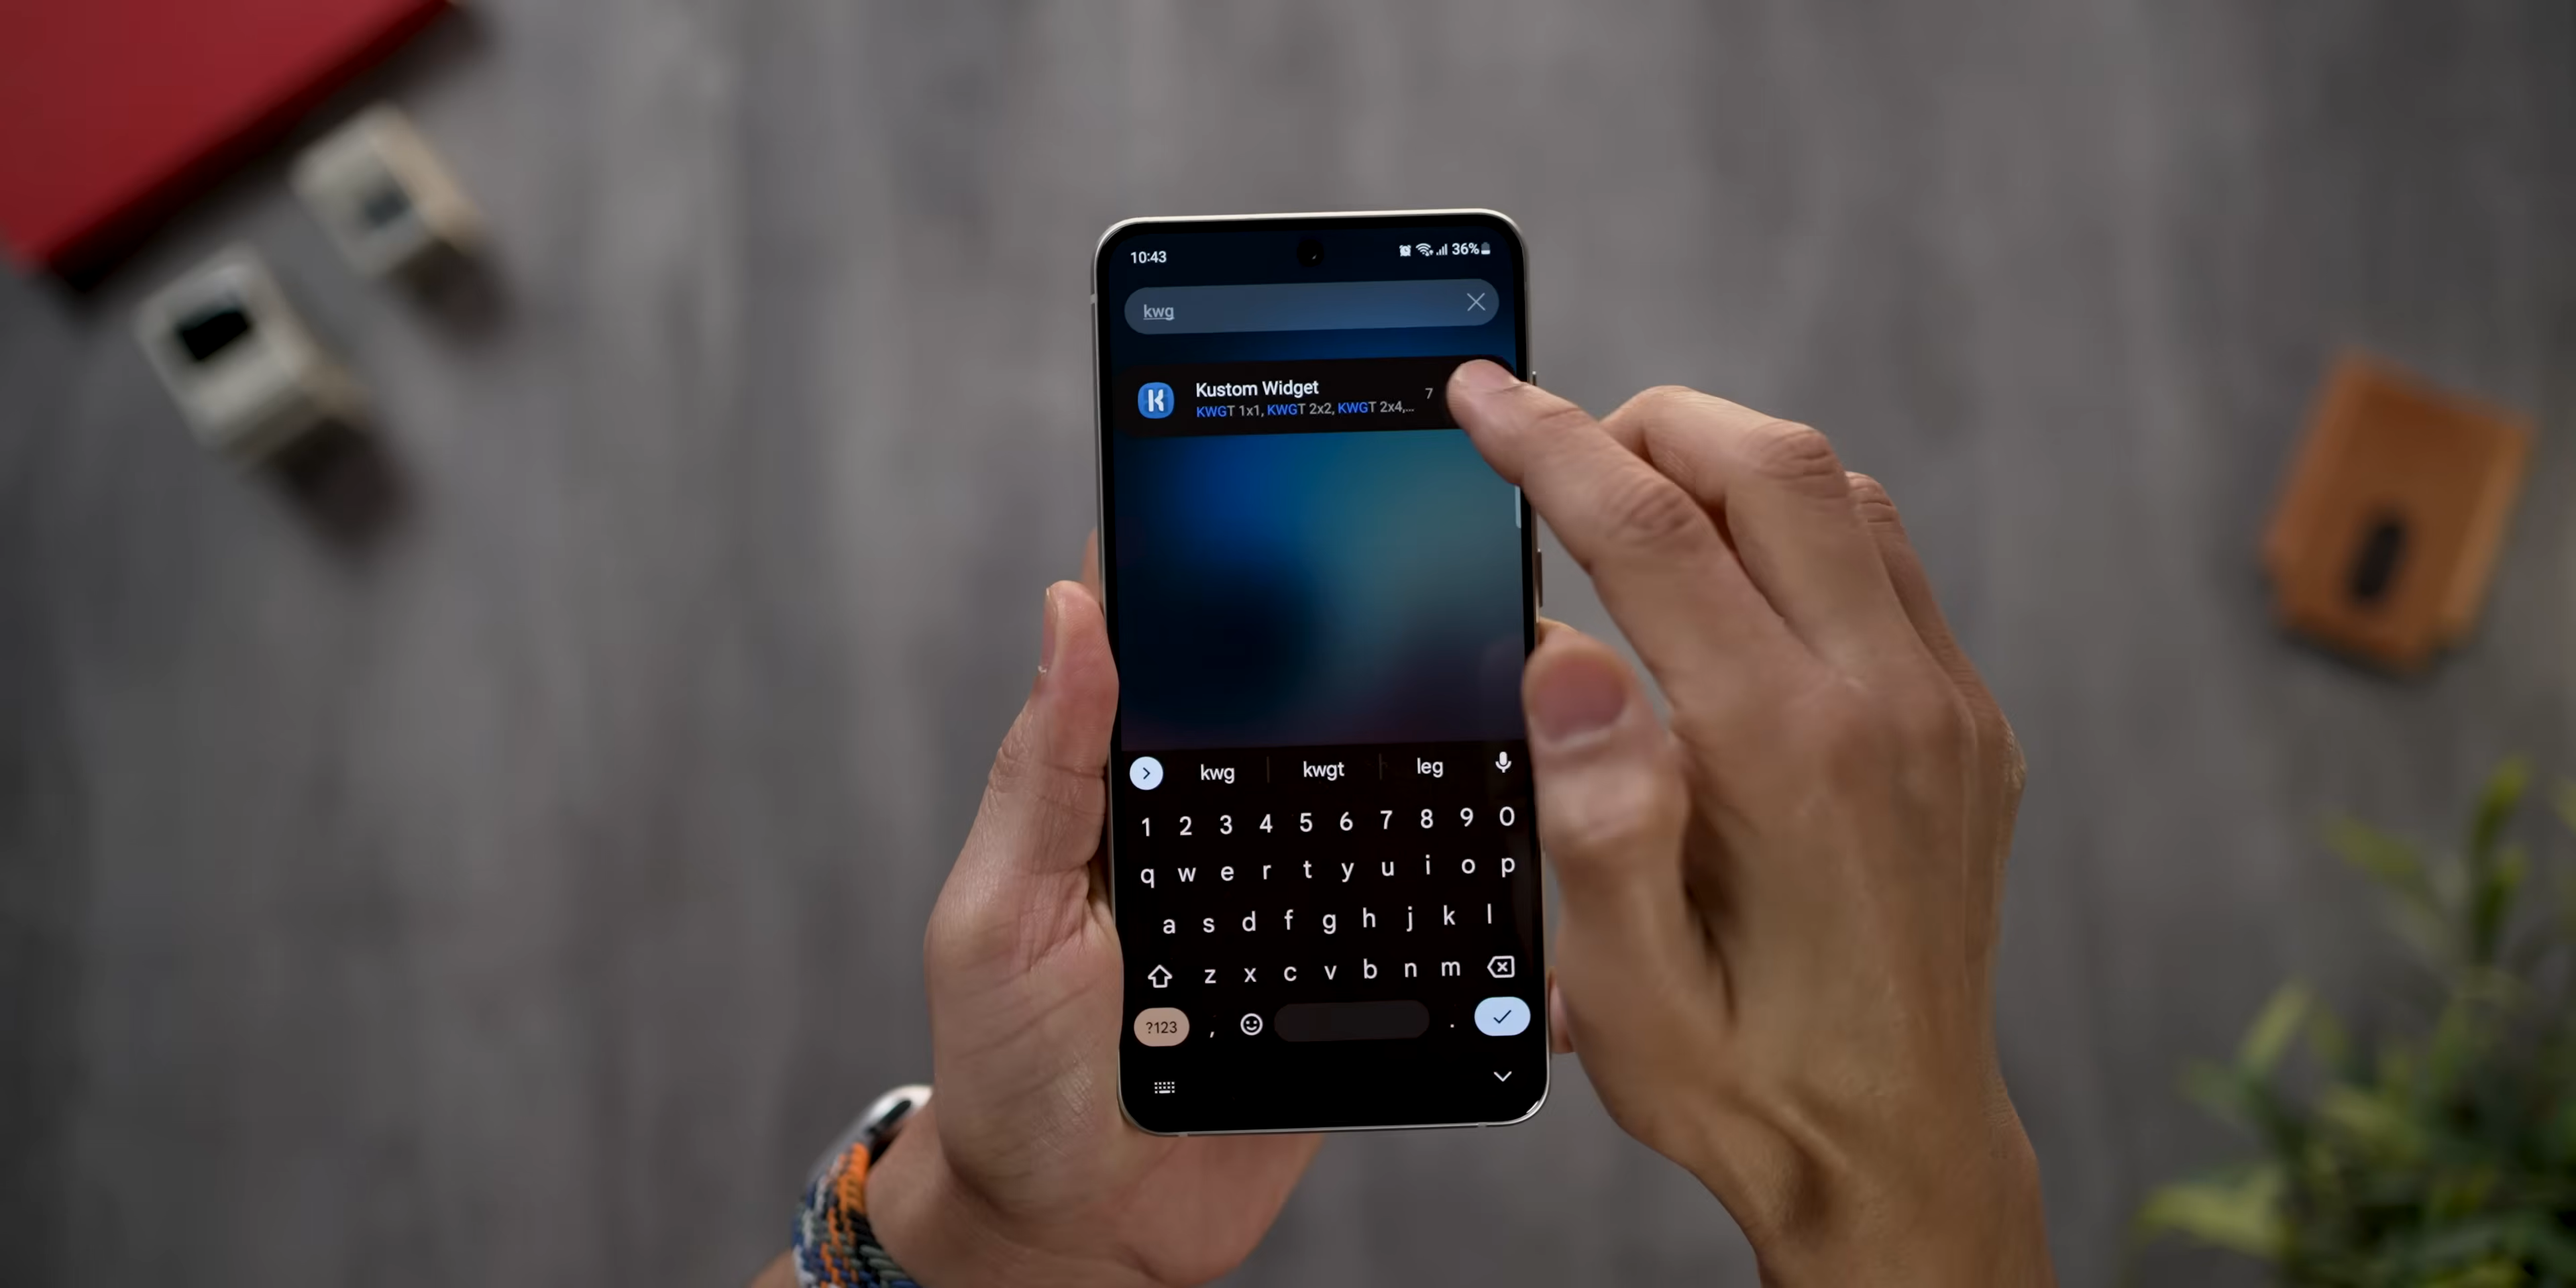 10:43
36%
kwg
Kustom Widget
7
KWGT 1x1, KWGT 2x2, KWGT 2x4,...
kwg kwgt leg
1 2 3 4 5 6 7 8 9 0
q w e r t y u i o p
a s d f g h j k l
z x c v b n m
?123 , .